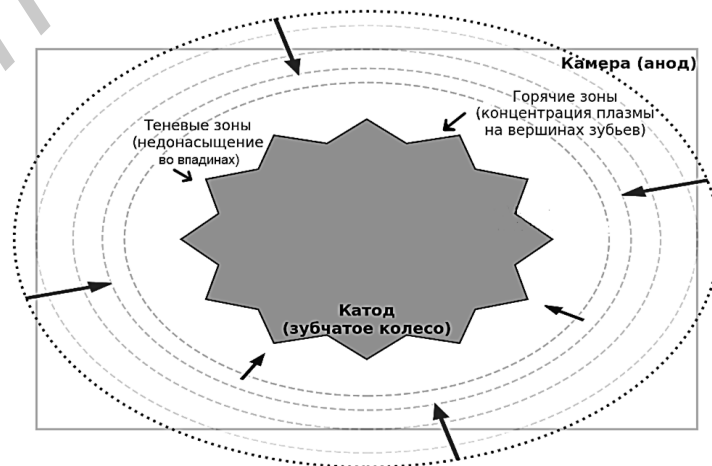 Камера (анод)
Горячие зоны
(концентрация плазмы
на вершинах зубьев)
Теневые зоны
(недонасыщение
во впадинах)
Катод
(зубчатое колесо)